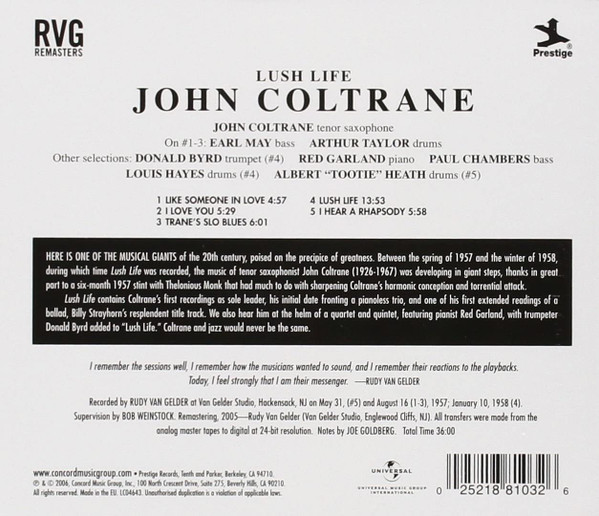 RVG
REMASTERS
Prestige
LUSH LIFE
JOHN COLTRANE
JOHN COLTRANE tenor saxophone
On #1-3: EARL MAY bass ARTHUR TAYLOR drums
Other selections: DONALD BYRD trumpet (#4) RED GARLAND piano PAUL CHAMBERS bass
LOUIS HAYES drums (#4) ALBERT “TOOTIE” HEATH drums (#5)
1 LIKE SOMEONE IN LOVE 4:57
2 I LOVE YOU 5:29
3 TRANE'S SLO BLUES 6:01
4 LUSH LIFE 13:53
5 I HEAR A RHAPSODY 5:58
HERE IS ONE OF THE MUSICAL GIANTS of the 20th century, poised on the precipice of greatness. Between the spring of 1957 and the winter of 1958,
during which time Lush Life was recorded, the music of tenor saxophonist John Coltrane (1926-1967) was developing in giant steps, thanks in great
part to a six-month 1957 stint with Thelonious Monk that had much to do with sharpening Coltrane's harmonic conception and torrential attack.
Lush Life contains Coltrane's first recordings as sole leader, his initial date fronting a pianoless trio, and one of his first extended readings of a
ballad, Billy Strayhorn's resplendent title track. We also hear him at the helm of a quartet and quintet, featuring pianist Red Garland, with trumpeter
Donald Byrd added to “Lush Life.” Coltrane and jazz would never be the same.
I remember the sessions well, I remember how the musicians wanted to sound, and I remember their reactions to the playbacks.
Today, I feel strongly that I am their messenger. —RUDY VAN GELDER
Recorded by RUDY VAN GELDER at Van Gelder Studio, Hackensack, NJ on May 31, (#5) and August 16 (1-3), 1957; January 10, 1958 (4).
Supervision by BOB WEINSTOCK. Remastering, 2005—Rudy Van Gelder (Van Gelder Studio, Englewood Cliffs, NJ). All transfers were made from the
analog master tapes to digital at 24-bit resolution. Notes by JOE GOLDBERG. Total Time 36:00
www.concordmusicgroup.com • Prestige Records, Tenth and Parker, Berkeley, CA 94710.
℗ & © 2006, Concord Music Group, Inc., 100 North Crescent Drive, Suite 275, Beverly Hills, CA 90210.
All rights reserved. Made in the EU. LC04643. Unauthorised duplication is a violation of applicable laws.
UNIVERSAL
UNIVERSAL MUSIC GROUP
INTERNATIONAL
0 25218 81032 6